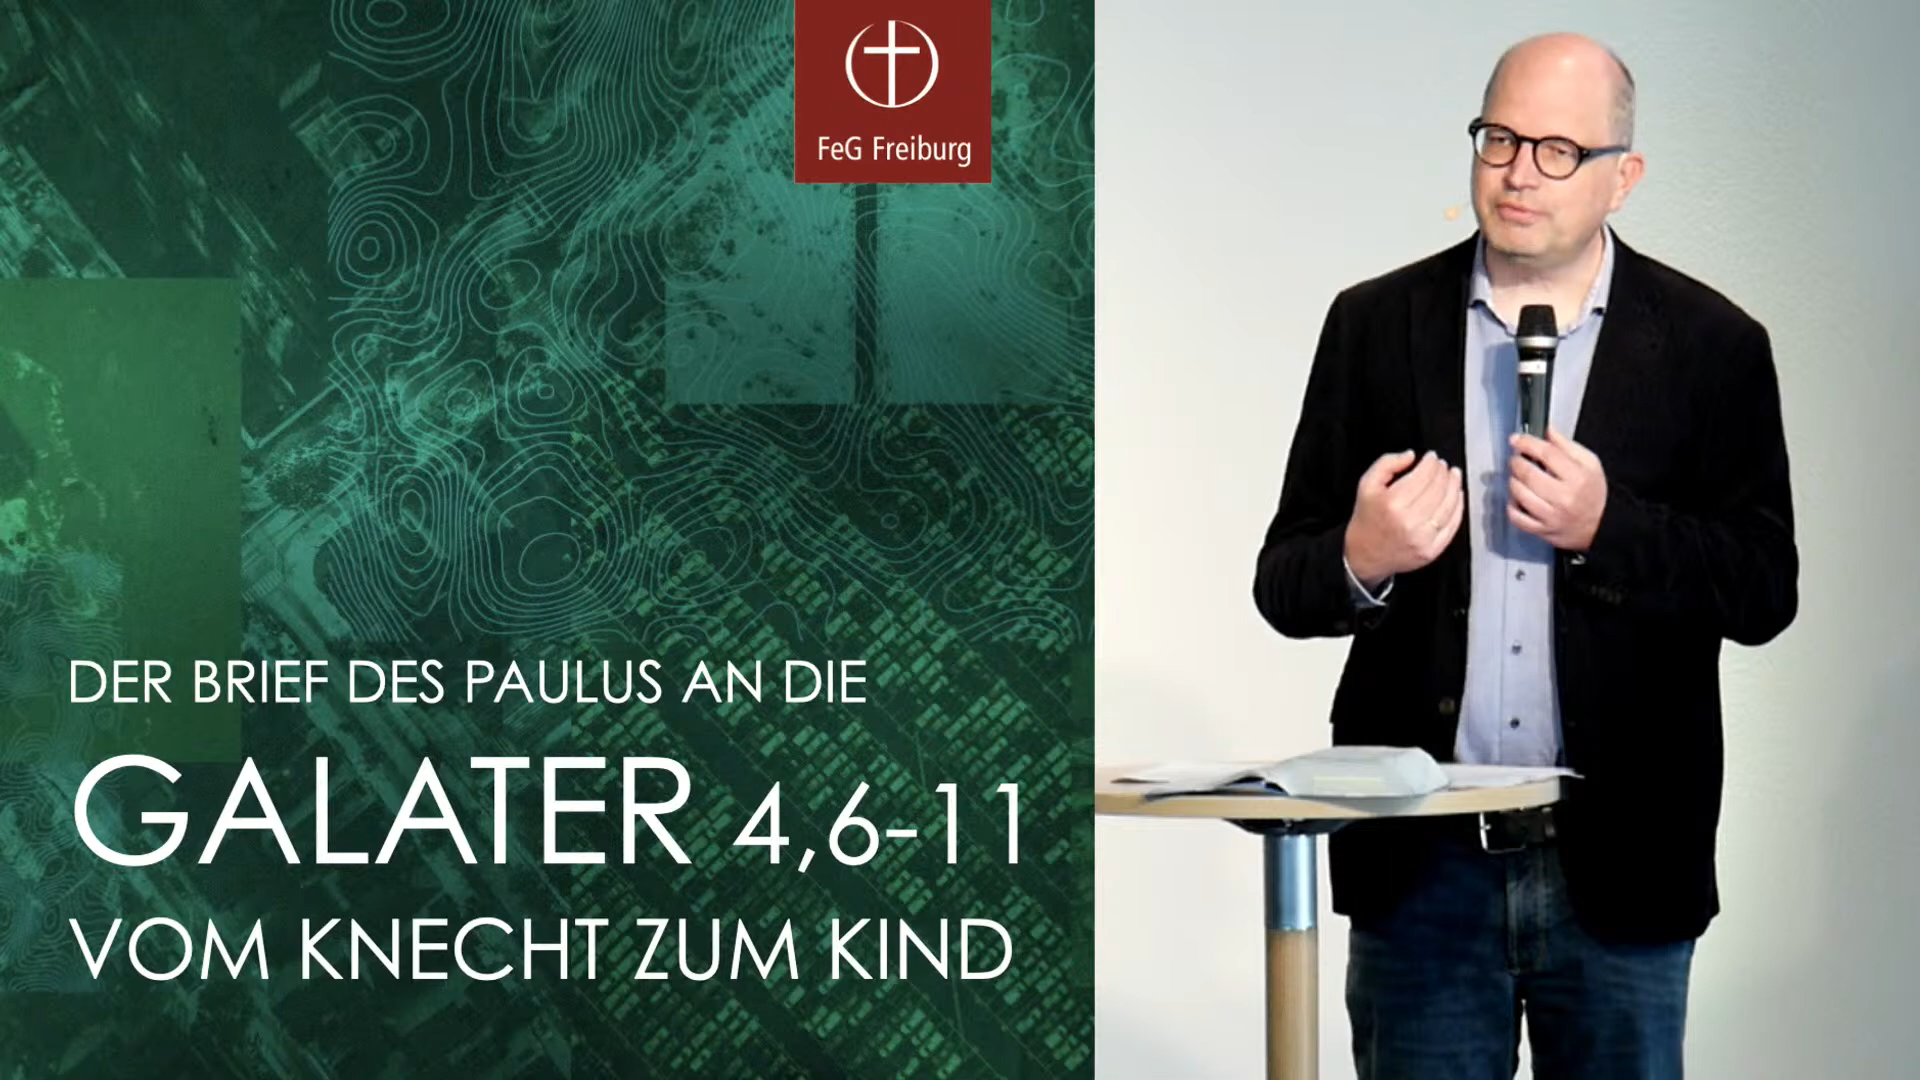 FeG Freiburg
DER BRIEF DES PAULUS AN DIE
GALATER 4,6-11
VOM KNECHT ZUM KIND